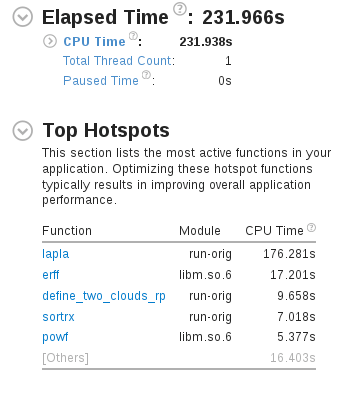 Elapsed Time ?: 231.966s
CPU Time ?: 231.938s
Total Thread Count: 1
Paused Time ?: 0s
Top Hotspots
This section lists the most active functions in your
application. Optimizing these hotspot functions
typically results in improving overall application
performance.
Function Module CPU Time ?
lapla run-orig 176.281s
erff libm.so.6 17.201s
define_two_clouds_rp run-orig 9.658s
sortrx run-orig 7.018s
powf libm.so.6 5.377s
[Others] 16.403s